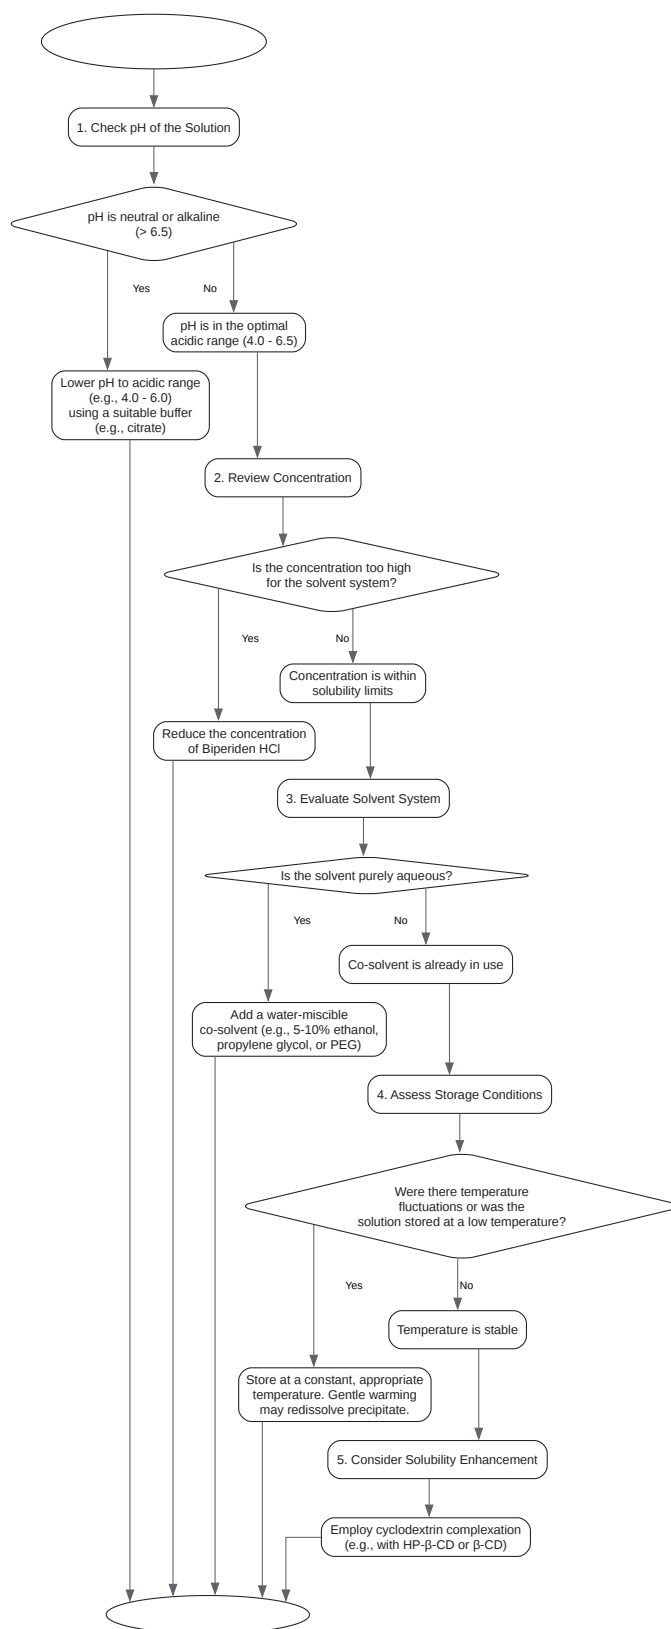 1. Check pH of the Solution
pH is neutral or alkaline
(> 6.5)
Yes
No
pH is in the optimal
acidic range (4.0 - 6.5)
Lower pH to acidic range
(e.g., 4.0 - 6.0)
using a suitable buffer
(e.g., citrate)
2. Review Concentration
Is the concentration too high
for the solvent system?
Yes
No
Concentration is within
solubility limits
Reduce the concentration
of Biperiden HCl
3. Evaluate Solvent System
Is the solvent purely aqueous?
Yes
No
Co-solvent is already in use
Add a water-miscible
co-solvent (e.g., 5-10% ethanol,
propylene glycol, or PEG)
4. Assess Storage Conditions
Were there temperature
fluctuations or was the
solution stored at a low temperature?
Yes
No
Temperature is stable
Store at a constant, appropriate
temperature. Gentle warming
may redissolve precipitate.
5. Consider Solubility Enhancement
Employ cyclodextrin complexation
(e.g., with HP-β-CD or β-CD)